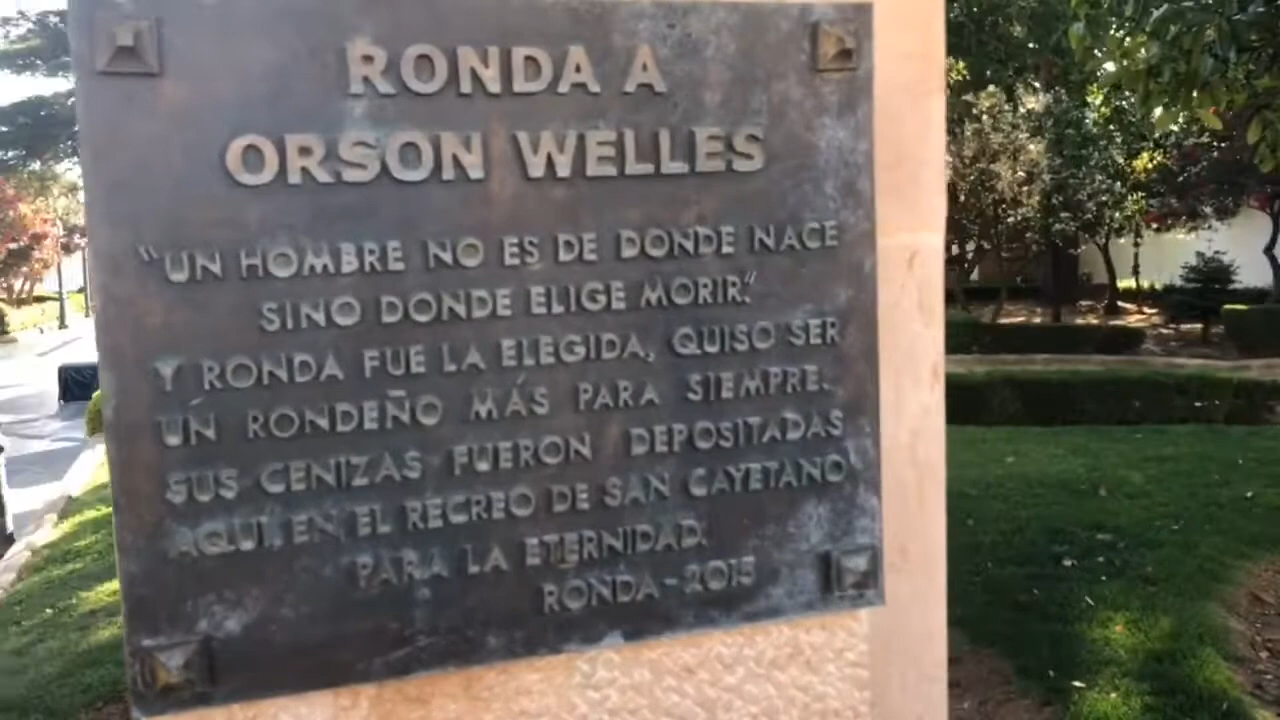 RONDA A
ORSON WELLES
“UN HOMBRE NO ES DE DONDE NACE
SINO DONDE ELIGE MORIR.”
Y RONDA FUE LA ELEGIDA, QUISO SER
UN RONDEÑO MÁS PARA SIEMPRE.
SUS CENIZAS FUERON DEPOSITADAS
AQUÍ, EN EL RECREO DE SAN CAYETANO
PARA LA ETERNIDAD.
RONDA-2015